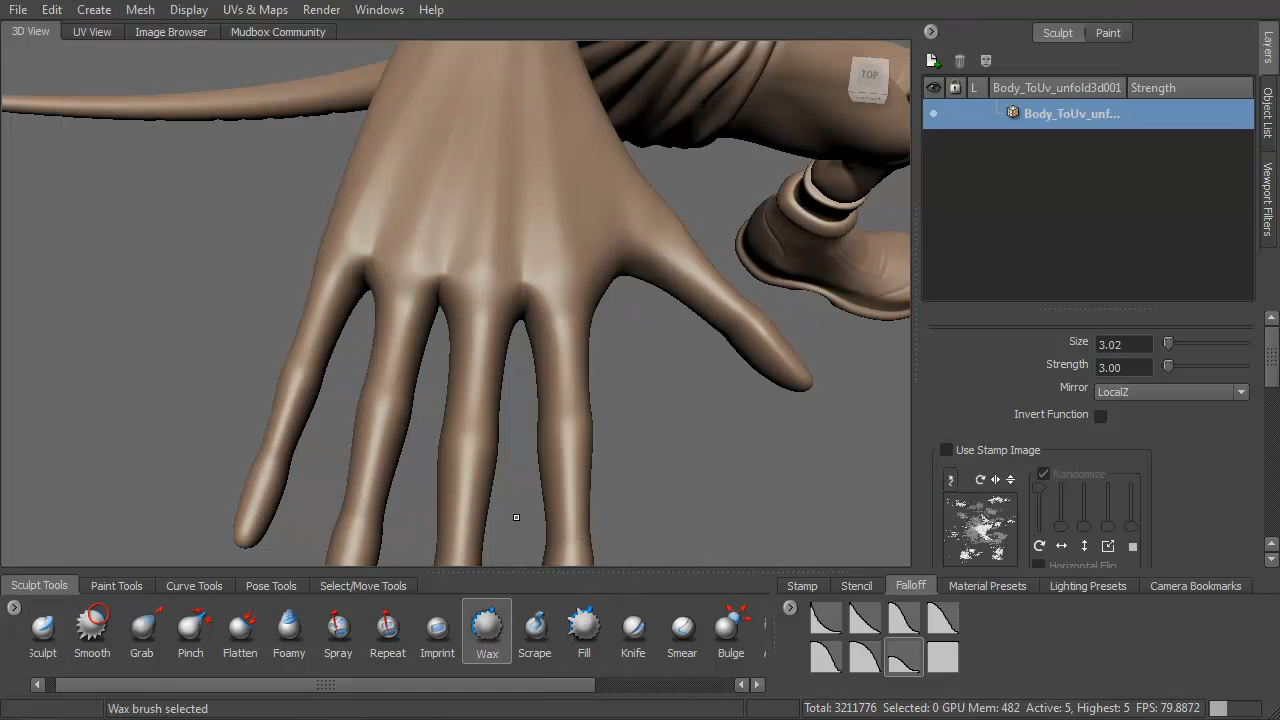 File Edit Create Mesh Display UVs & Maps Render Windows Help
3D View UV View Image Browser Mudbox Community
Sculpt Paint
L Body_ToUv_unfold3d001 Strength
Body_ToUv_unf...
TOP
Layers
Object List
Viewport Filters
Size 3.02
Strength 3.00
Mirror LocalZ
Invert Function
Use Stamp Image
Randomize
Horizontal Flip
Sculpt Tools Paint Tools Curve Tools Pose Tools Select/Move Tools
Stamp Stencil Falloff Material Presets Lighting Presets Camera Bookmarks
Sculpt Smooth Grab Pinch Flatten Foamy Spray Repeat Imprint Wax Scrape Fill Knife Smear Bulge
Wax brush selected
Total: 3211776 Selected: 0 GPU Mem: 482 Active: 5, Highest: 5 FPS: 79.8872